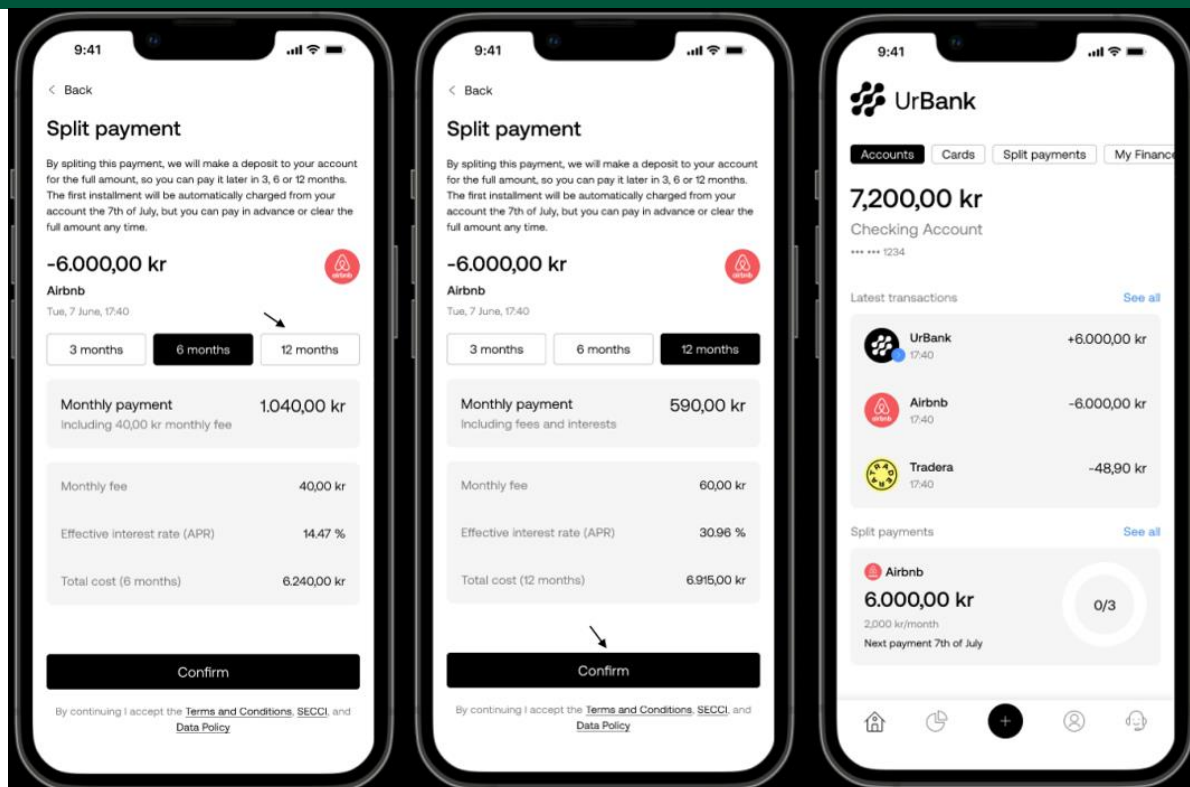 9:41
< Back
Split payment
By spliting this payment, we will make a deposit to your account
for the full amount, so you can pay it later in 3, 6 or 12 months.
The first installment will be automatically charged from your
account the 7th of July, but you can pay in advance or clear the
full amount any time.
-6.000,00 kr
airbnb
Airbnb
Tue, 7 June, 17:40
3 months
6 months
12 months
Monthly payment
1.040,00 kr
Including 40,00 kr monthly fee
Monthly fee
40,00 kr
Effective interest rate (APR)
14.47 %
Total cost (6 months)
6.240,00 kr
Confirm
By continuing I accept the Terms and Conditions, SECCI, and
Data Policy
9:41
< Back
Split payment
By spliting this payment, we will make a deposit to your account
for the full amount, so you can pay it later in 3, 6 or 12 months.
The first installment will be automatically charged from your
account the 7th of July, but you can pay in advance or clear the
full amount any time.
-6.000,00 kr
airbnb
Airbnb
Tue, 7 June, 17:40
3 months
6 months
12 months
Monthly payment
590,00 kr
Including fees and interests
Monthly fee
60,00 kr
Effective interest rate (APR)
30.96 %
Total cost (12 months)
6.915,00 kr
Confirm
By continuing I accept the Terms and Conditions, SECCI, and
Data Policy
9:41
UrBank
Accounts
Cards
Split payments
My Finance
7,200,00 kr
Checking Account
••• ••• 1234
Latest transactions
See all
UrBank
+6.000,00 kr
17:40
airbnb
Airbnb
-6.000,00 kr
17:40
TRADERA
Tradera
-48,90 kr
17:40
Split payments
See all
Airbnb
6.000,00 kr
0/3
2,000 kr/month
Next payment 7th of July